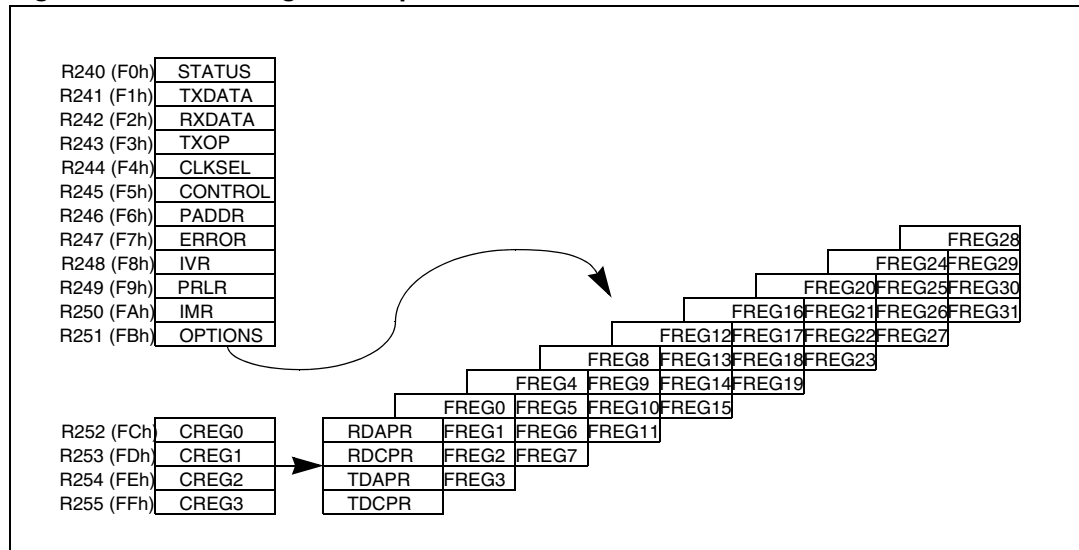 R240 (F0h) STATUS
R241 (F1h) TXDATA
R242 (F2h) RXDATA
R243 (F3h) TXOP
R244 (F4h) CLKSEL
R245 (F5h) CONTROL
R246 (F6h) PADDR
R247 (F7h) ERROR FREG28
R248 (F8h) IVR FREG24 FREG29
R249 (F9h) PRLR FREG20 FREG25 FREG30
R250 (FAh) IMR FREG16 FREG21 FREG26 FREG31
R251 (FBh) OPTIONS FREG12 FREG17 FREG22 FREG27
FREG8 FREG13 FREG18 FREG23
FREG4 FREG9 FREG14 FREG19
FREG0 FREG5 FREG10 FREG15
R252 (FCh) CREG0 RDAPR FREG1 FREG6 FREG11
R253 (FDh) CREG1 RDCPR FREG2 FREG7
R254 (FEh) CREG2 TDAPR FREG3
R255 (FFh) CREG3 TDCPR